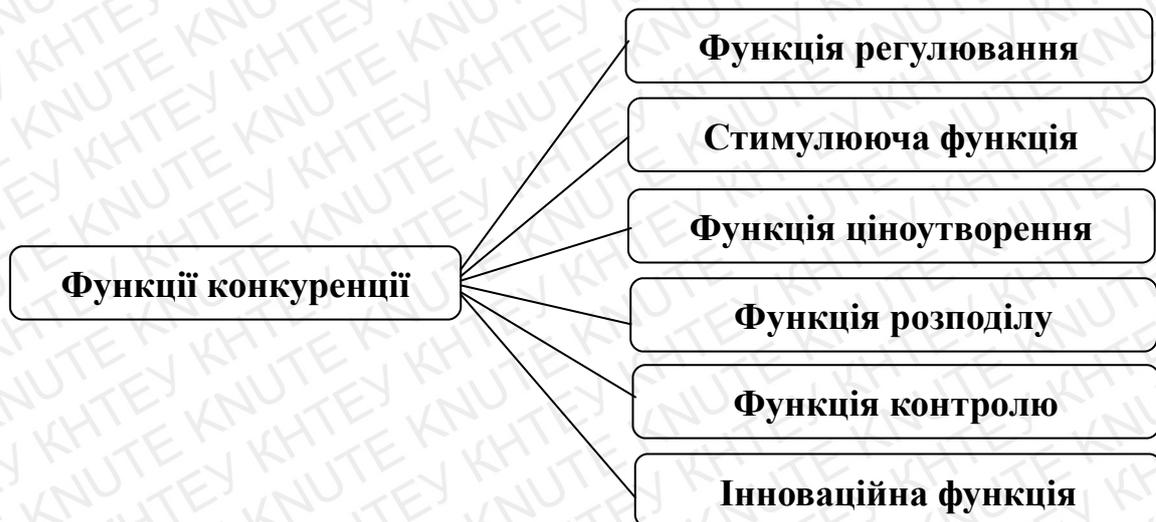 Функція регулювання
Стимулююча функція
Функція ціноутворення
Функції конкуренції
Функція розподілу
Функція контролю
Інноваційна функція